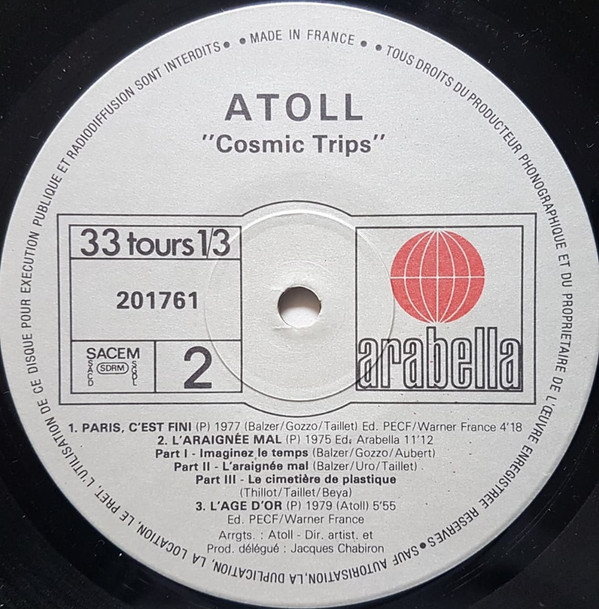 TOUS DROITS DU PRODUCTEUR PHONOGRAPHIQUE ET DU PROPRIETAIRE DE L'ŒUVRE ENREGISTREE RESERVES • SAUF AUTORISATION, LA DUPLICATION, LA LOCATION, LE PRET, L'UTILISATION DE CE DISQUE POUR EXECUTION PUBLIQUE ET RADIODIFFUSION SONT INTERDITS • • MADE IN FRANCE • •
ATOLL
"Cosmic Trips"
33 tours 1/3
201761
SACEM
SACD
SDRM
SGDL
2
arabella
1. PARIS, C'EST FINI (P) 1977 (Balzer/Gozzo/Taillet) Ed. PECF/Warner France 4'18
2. L'ARAIGNÉE MAL (P) 1975 Ed. Arabella 11'12
Part I - Imaginez le temps (Balzer/Gozzo/Aubert)
Part II - L'araignée mal (Balzer/Uro/Taillet)
Part III - Le cimetière de plastique
(Thillot/Taillet/Beya)
3. L'AGE D'OR (P) 1979 (Atoll) 5'55
Ed. PECF/Warner France
Arrgts. : Atoll - Dir. artist. et
Prod. délégué : Jacques Chabiron